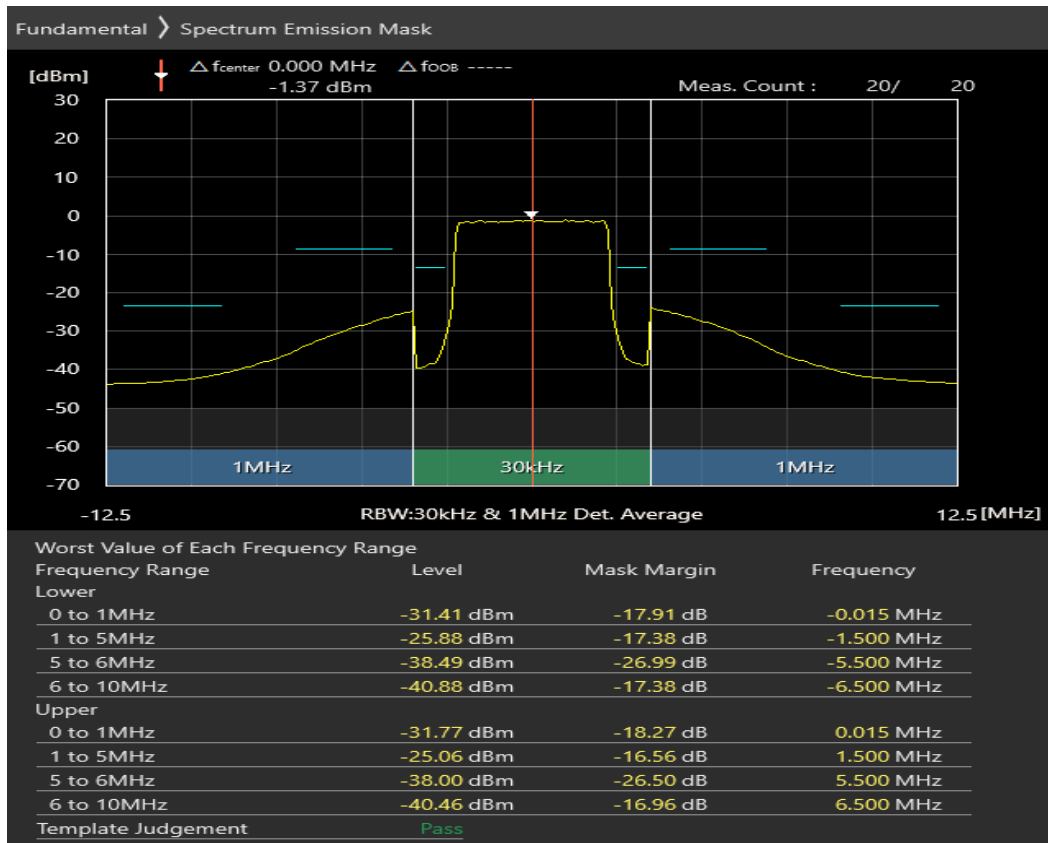 Fundamental ❯ Spectrum Emission Mask
[dBm] Δ fcenter 0.000 MHz Δ fOOB -----
-1.37 dBm Meas. Count : 20/ 20
30
20
10
0
-10
-20
-30
-40
-50
-60
-70
1MHz 30kHz 1MHz
-12.5 RBW:30kHz & 1MHz Det. Average 12.5 [MHz]
Worst Value of Each Frequency Range
Frequency Range Level Mask Margin Frequency
Lower
0 to 1MHz -31.41 dBm -17.91 dB -0.015 MHz
1 to 5MHz -25.88 dBm -17.38 dB -1.500 MHz
5 to 6MHz -38.49 dBm -26.99 dB -5.500 MHz
6 to 10MHz -40.88 dBm -17.38 dB -6.500 MHz
Upper
0 to 1MHz -31.77 dBm -18.27 dB 0.015 MHz
1 to 5MHz -25.06 dBm -16.56 dB 1.500 MHz
5 to 6MHz -38.00 dBm -26.50 dB 5.500 MHz
6 to 10MHz -40.46 dBm -16.96 dB 6.500 MHz
Template Judgement Pass